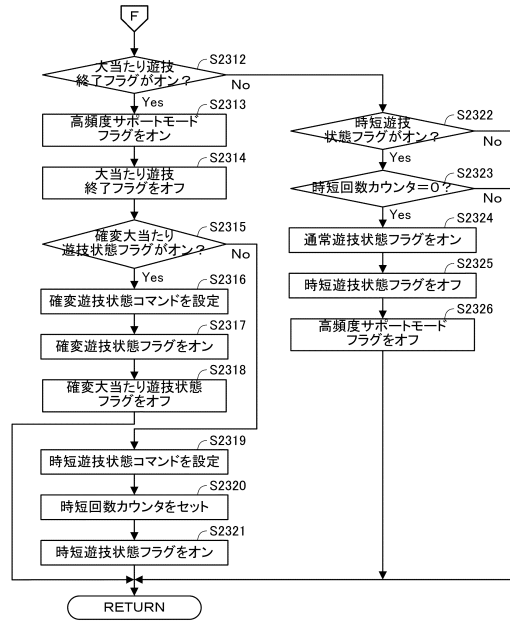 F
S2312
大当たり遊技
終了フラグがオン？
No
Yes
S2313
高頻度サポートモード
フラグをオン
S2314
大当たり遊技
終了フラグをオフ
S2315
確変大当たり
遊技状態フラグがオン？
No
Yes
S2316
確変遊技状態コマンドを設定
S2317
確変遊技状態フラグをオン
S2318
確変大当たり遊技状態
フラグをオフ
S2319
時短遊技状態コマンドを設定
S2320
時短回数カウンタをセット
S2321
時短遊技状態フラグをオン
RETURN
S2322
時短遊技
状態フラグがオン？
No
Yes
S2323
時短回数カウンタ＝０？
No
Yes
S2324
通常遊技状態フラグをオン
S2325
時短遊技状態フラグをオフ
S2326
高頻度サポートモード
フラグをオフ